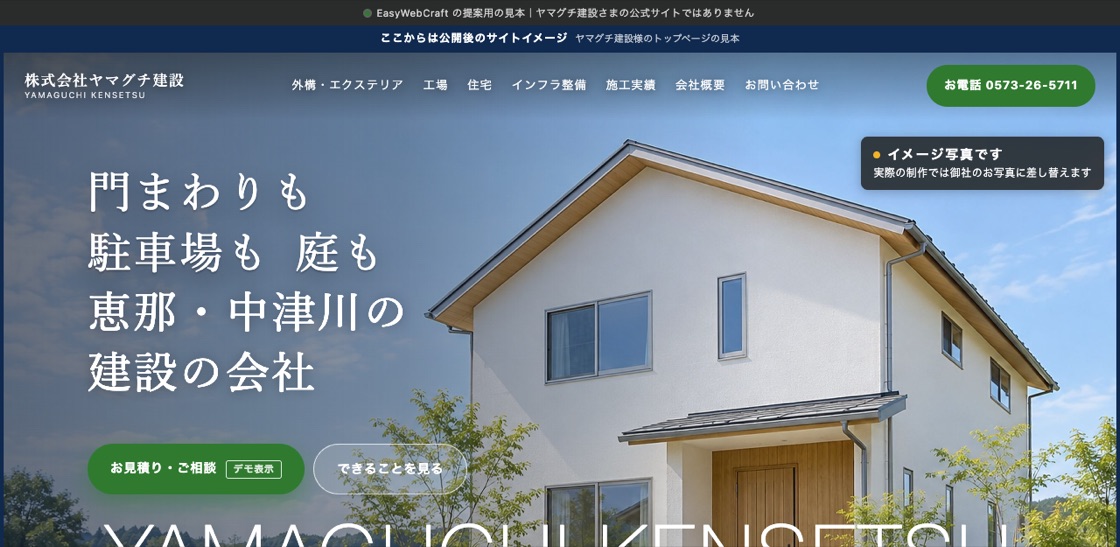 EasyWebCraft の提案用の見本｜ヤマグチ建設さまの公式サイトではありません
ここからは公開後のサイトイメージ ヤマグチ建設様のトップページの見本
株式会社ヤマグチ建設
YAMAGUCHI KENSETSU
外構・エクステリア 工場 住宅 インフラ整備 施工実績 会社概要 お問い合わせ
お電話 0573-26-5711
イメージ写真です
実際の制作では御社のお写真に差し替えます
門まわりも
駐車場も 庭も
恵那・中津川の
建設の会社
お見積り・ご相談 デモ表示
できることを見る
YAMAGUCHI KENSETSU